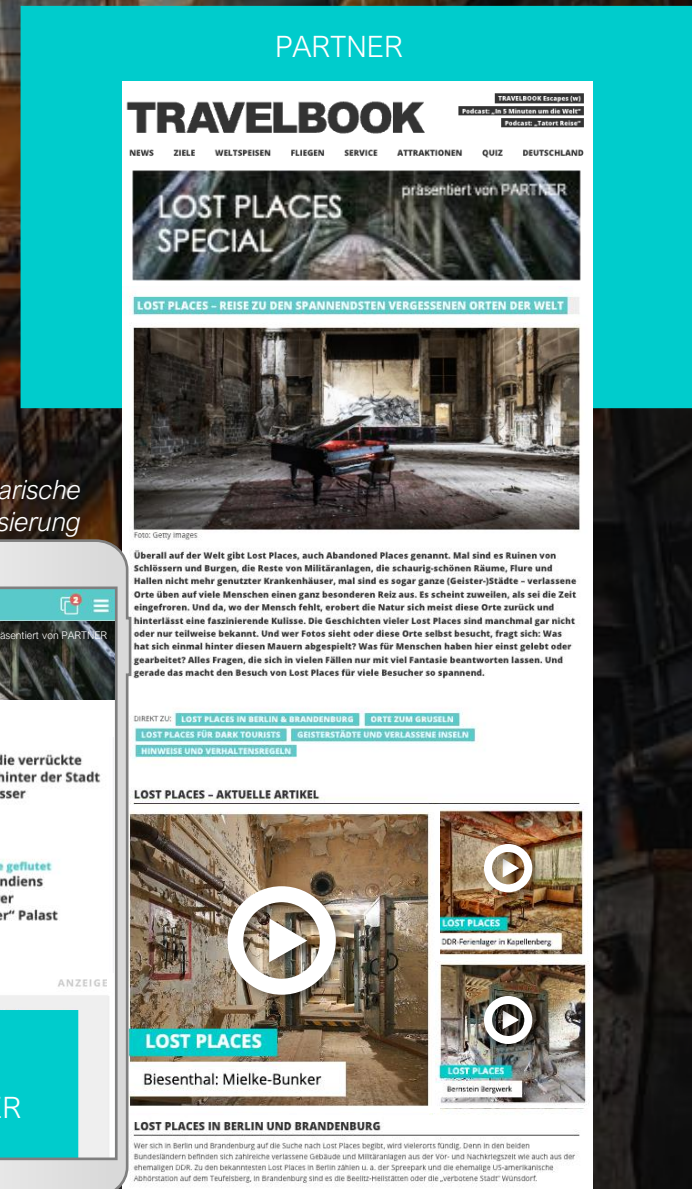 PARTNER
TRAVELBOOK
TRAVELBOOK Escapes (w)
Podcast: „In 5 Minuten um die Welt"
Podcast: „Tatort Reise"
NEWS ZIELE WELTSPEISEN FLIEGEN SERVICE ATTRAKTIONEN QUIZ DEUTSCHLAND
LOST PLACES
SPECIAL
präsentiert von PARTNER
LOST PLACES – REISE ZU DEN SPANNENDSTEN VERGESSENEN ORTEN DER WELT
Foto: Getty Images
Überall auf der Welt gibt Lost Places, auch Abandoned Places genannt. Mal sind es Ruinen von
Schlössern und Burgen, die Reste von Militäranlagen, die schaurig-schönen Räume, Flure und
Hallen nicht mehr genutzter Krankenhäuser, mal sind es sogar ganze (Geister-)Städte – verlassene
Orte üben auf viele Menschen einen ganz besonderen Reiz aus. Es scheint zuweilen, als sei die Zeit
eingefroren. Und da, wo der Mensch fehlt, erobert die Natur sich meist diese Orte zurück und
hinterlässt eine faszinierende Kulisse. Die Geschichten vieler Lost Places sind manchmal gar nicht
oder nur teilweise bekannt. Und wer Fotos sieht oder diese Orte selbst besucht, fragt sich: Was
hat sich einmal hinter diesen Mauern abgespielt? Was für Menschen haben hier einst gelebt oder
gearbeitet? Alles Fragen, die sich in vielen Fällen nur mit viel Fantasie beantworten lassen. Und
gerade das macht den Besuch von Lost Places für viele Besucher so spannend.
DIREKT ZU: LOST PLACES IN BERLIN & BRANDENBURG ORTE ZUM GRUSELN
LOST PLACES FÜR DARK TOURISTS GEISTERSTÄDTE UND VERLASSENE INSELN
HINWEISE UND VERHALTENSREGELN
LOST PLACES – AKTUELLE ARTIKEL
LOST PLACES
Biesenthal: Mielke-Bunker
LOST PLACES
DDR-Ferienlager in Kapellenberg
LOST PLACES
Bernstein Bergwerk
LOST PLACES IN BERLIN UND BRANDENBURG
Wer sich in Berlin und Brandenburg auf die Suche nach Lost Places begibt, wird vielerorts fündig. Denn in den beiden
Bundesländern befinden sich zahlreiche verlassene Gebäude und Militäranlagen aus der Vor- und Nachkriegszeit wie auch aus der
ehemaligen DDR. Zu den bekanntesten Lost Places in Berlin zählen u. a. der Spreepark und die ehemalige US-amerikanische
Abhörstation auf dem Teufelsberg, in Brandenburg sind es die Beelitz-Heilstätten oder die „verbotene Stadt" Wünsdorf.
arische
sierung
2
äsentiert von PARTNER
die verrückte
hinter der Stadt
sser
e geflutet
ndiens
er
er" Palast
ANZEIGE
ER